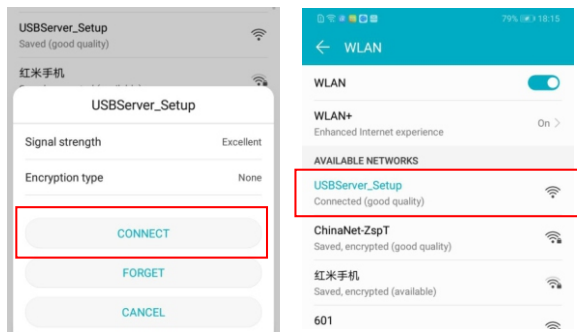 USBServer_Setup
Saved (good quality)
红米手机
USBServer_Setup
Signal strength
Excellent
Encryption type
None
CONNECT
FORGET
CANCEL
79% 18:15
WLAN
WLAN
WLAN+
Enhanced Internet experience
On
AVAILABLE NETWORKS
USBServer_Setup
Connected (good quality)
ChinaNet-ZspT
Saved, encrypted (good quality)
红米手机
Saved, encrypted (available)
601